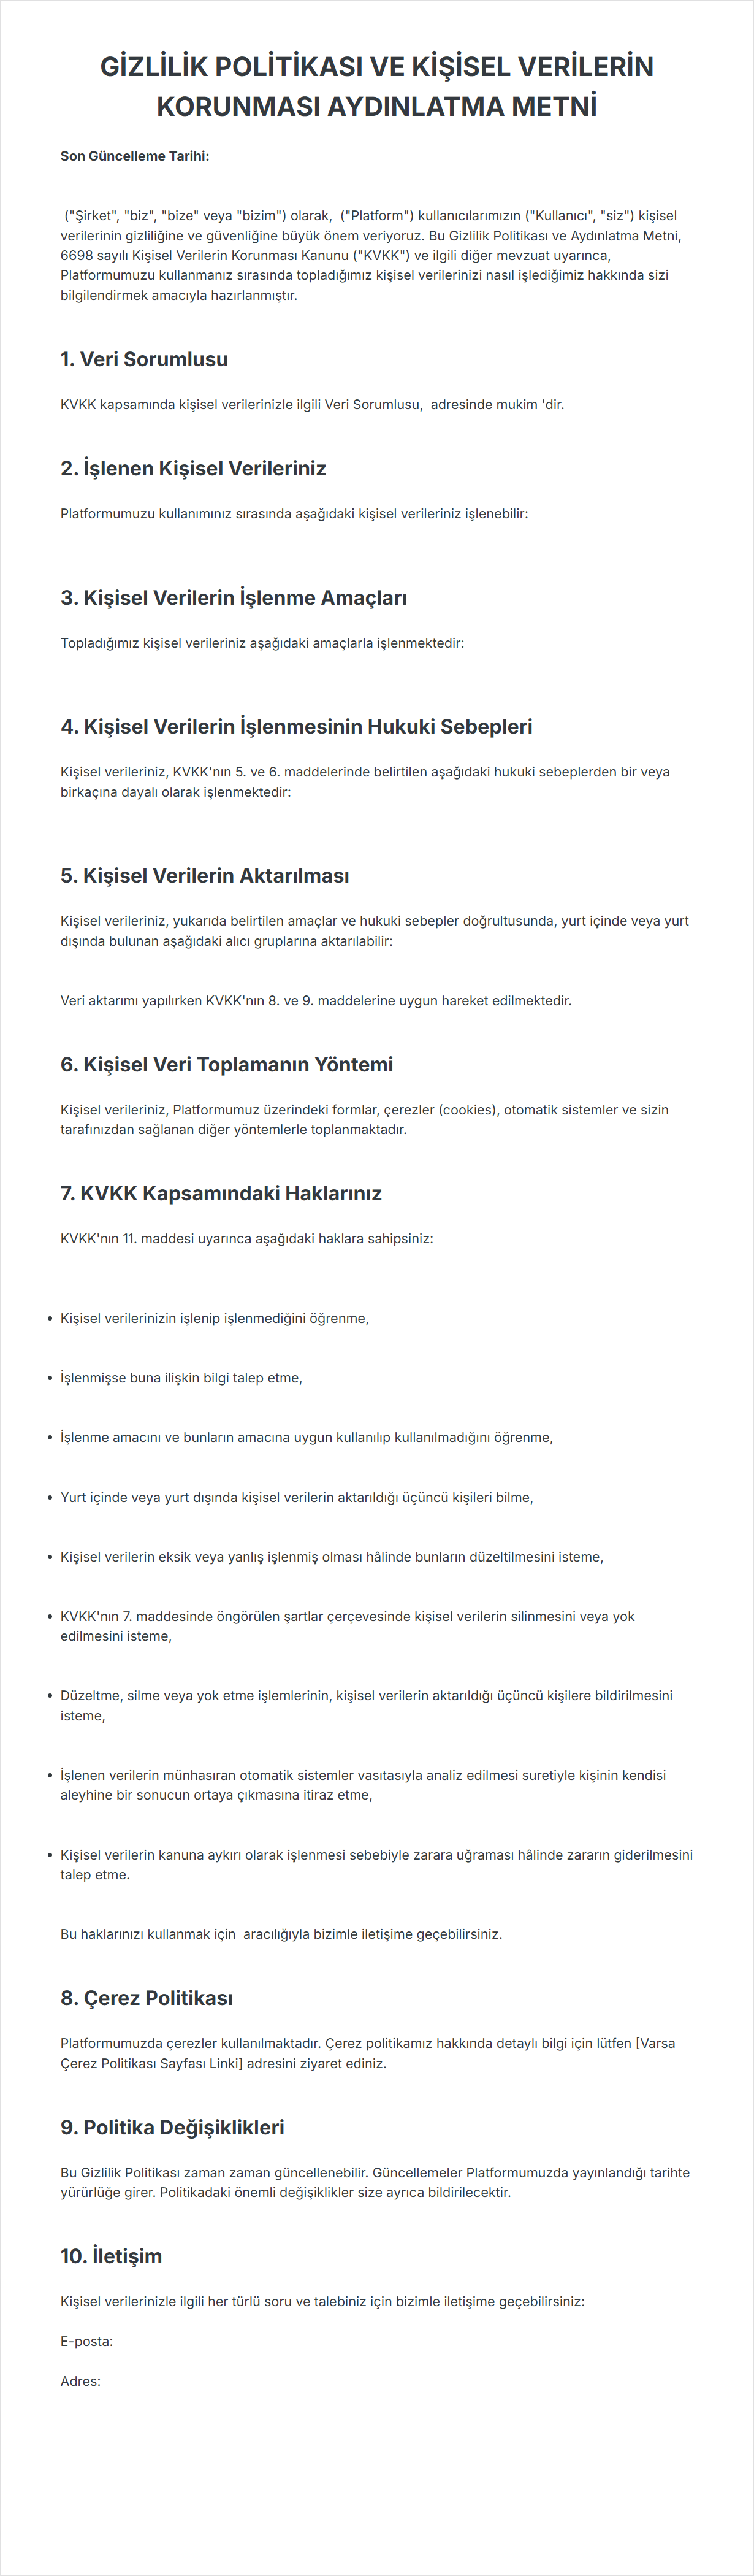 GİZLİLİK POLİTİKASI VE KİŞİSEL VERİLERİN
KORUNMASI AYDINLATMA METNİ
Son Güncelleme Tarihi:
("Şirket", "biz", "bize" veya "bizim") olarak,  ("Platform") kullanıcılarımızın ("Kullanıcı", "siz") kişisel
verilerinin gizliliğine ve güvenliğine büyük önem veriyoruz. Bu Gizlilik Politikası ve Aydınlatma Metni,
6698 sayılı Kişisel Verilerin Korunması Kanunu ("KVKK") ve ilgili diğer mevzuat uyarınca,
Platformumuzu kullanmanız sırasında topladığımız kişisel verilerinizi nasıl işlediğimiz hakkında sizi
bilgilendirmek amacıyla hazırlanmıştır.
1. Veri Sorumlusu
KVKK kapsamında kişisel verilerinizle ilgili Veri Sorumlusu,  adresinde mukim 'dir.
2. İşlenen Kişisel Verileriniz
Platformumuzu kullanımınız sırasında aşağıdaki kişisel verileriniz işlenebilir:
3. Kişisel Verilerin İşlenme Amaçları
Topladığımız kişisel verileriniz aşağıdaki amaçlarla işlenmektedir:
4. Kişisel Verilerin İşlenmesinin Hukuki Sebepleri
Kişisel verileriniz, KVKK'nın 5. ve 6. maddelerinde belirtilen aşağıdaki hukuki sebeplerden bir veya
birkaçına dayalı olarak işlenmektedir:
5. Kişisel Verilerin Aktarılması
Kişisel verileriniz, yukarıda belirtilen amaçlar ve hukuki sebepler doğrultusunda, yurt içinde veya yurt
dışında bulunan aşağıdaki alıcı gruplarına aktarılabilir:
Veri aktarımı yapılırken KVKK'nın 8. ve 9. maddelerine uygun hareket edilmektedir.
6. Kişisel Veri Toplamanın Yöntemi
Kişisel verileriniz, Platformumuz üzerindeki formlar, çerezler (cookies), otomatik sistemler ve sizin
tarafınızdan sağlanan diğer yöntemlerle toplanmaktadır.
7. KVKK Kapsamındaki Haklarınız
KVKK'nın 11. maddesi uyarınca aşağıdaki haklara sahipsiniz:
• Kişisel verilerinizin işlenip işlenmediğini öğrenme,
• İşlenmişse buna ilişkin bilgi talep etme,
• İşlenme amacını ve bunların amacına uygun kullanılıp kullanılmadığını öğrenme,
• Yurt içinde veya yurt dışında kişisel verilerin aktarıldığı üçüncü kişileri bilme,
• Kişisel verilerin eksik veya yanlış işlenmiş olması hâlinde bunların düzeltilmesini isteme,
• KVKK'nın 7. maddesinde öngörülen şartlar çerçevesinde kişisel verilerin silinmesini veya yok
edilmesini isteme,
• Düzeltme, silme veya yok etme işlemlerinin, kişisel verilerin aktarıldığı üçüncü kişilere bildirilmesini
isteme,
• İşlenen verilerin münhasıran otomatik sistemler vasıtasıyla analiz edilmesi suretiyle kişinin kendisi
aleyhine bir sonucun ortaya çıkmasına itiraz etme,
• Kişisel verilerin kanuna aykırı olarak işlenmesi sebebiyle zarara uğraması hâlinde zararın giderilmesini
talep etme.
Bu haklarınızı kullanmak için  aracılığıyla bizimle iletişime geçebilirsiniz.
8. Çerez Politikası
Platformumuzda çerezler kullanılmaktadır. Çerez politikamız hakkında detaylı bilgi için lütfen [Varsa
Çerez Politikası Sayfası Linki] adresini ziyaret ediniz.
9. Politika Değişiklikleri
Bu Gizlilik Politikası zaman zaman güncellenebilir. Güncellemeler Platformumuzda yayınlandığı tarihte
yürürlüğe girer. Politikadaki önemli değişiklikler size ayrıca bildirilecektir.
10. İletişim
Kişisel verilerinizle ilgili her türlü soru ve talebiniz için bizimle iletişime geçebilirsiniz:
E-posta:
Adres: